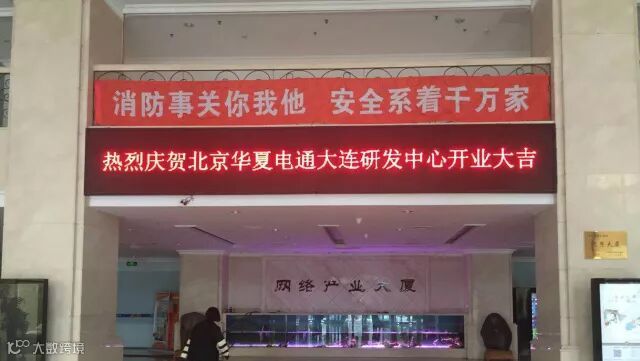 消防事关你我他 安全系着千万家
热烈庆贺北京华夏电通大连研发中心开业大吉
网络产业大厦
大数跨境